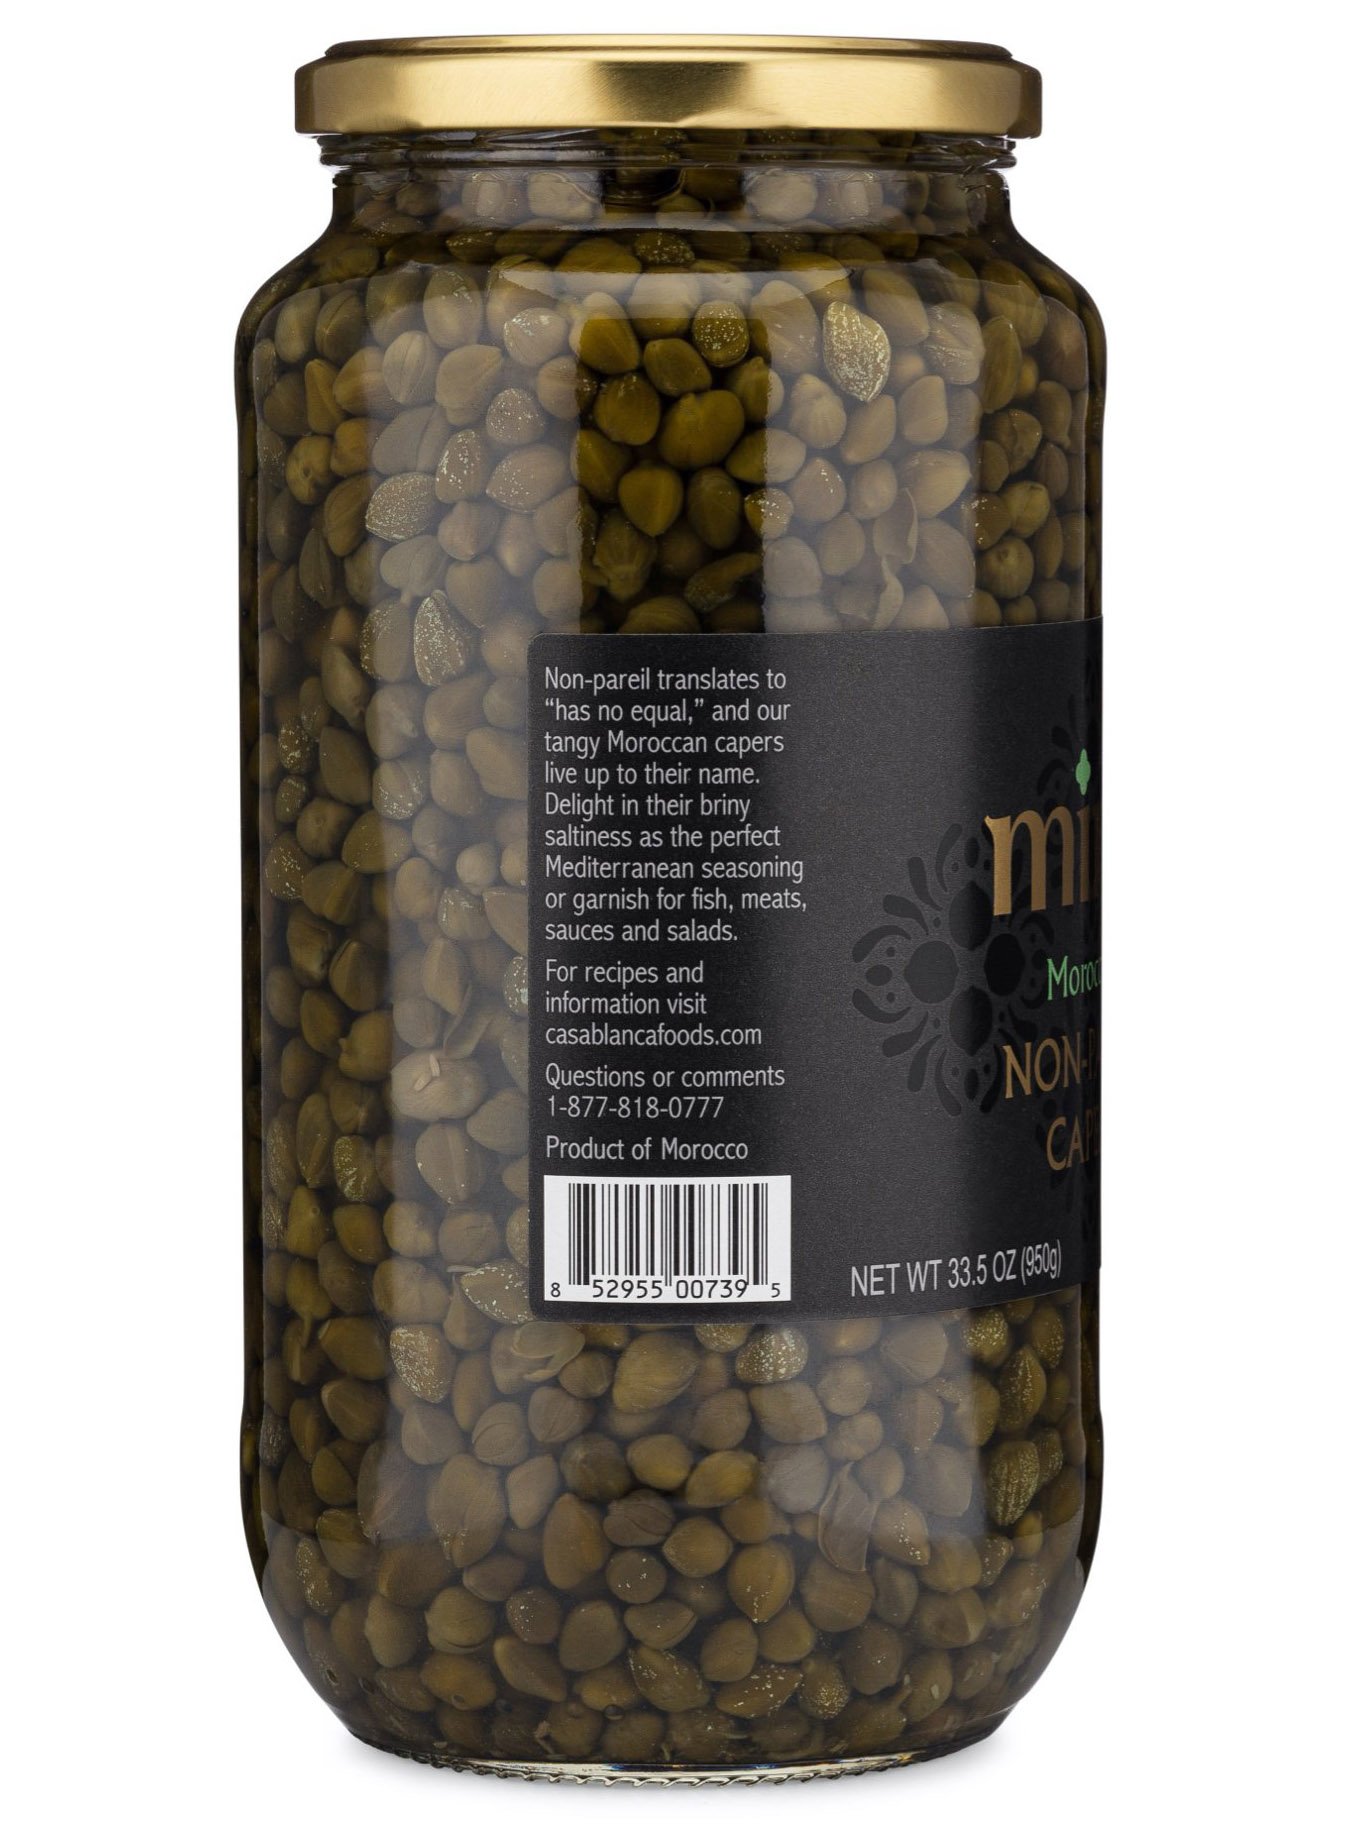 Non-pareil translates to
“has no equal,” and our
tangy Moroccan capers
live up to their name.
Delight in their briny
saltiness as the perfect
Mediterranean seasoning
or garnish for fish, meats,
sauces and salads.
For recipes and
information visit
casablancafoods.com
Questions or comments
1-877-818-0777
Product of Morocco
8 52955 00739 5
NON-
NET WT 33.5 OZ (950g)